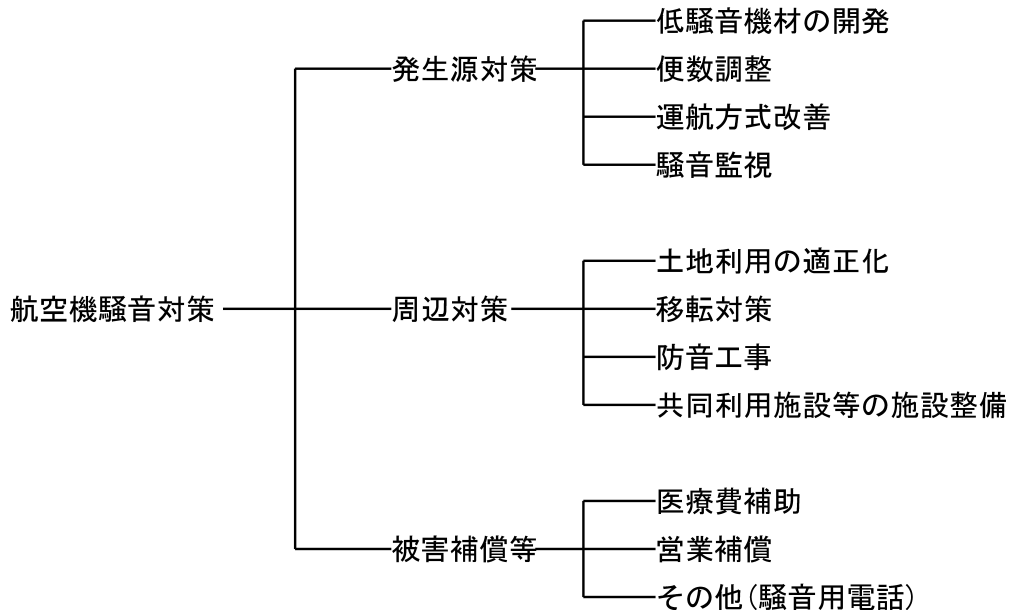 航空機騒音対策
発生源対策
低騒音機材の開発
便数調整
運航方式改善
騒音監視
周辺対策
土地利用の適正化
移転対策
防音工事
共同利用施設等の施設整備
被害補償等
医療費補助
営業補償
その他(騒音用電話)